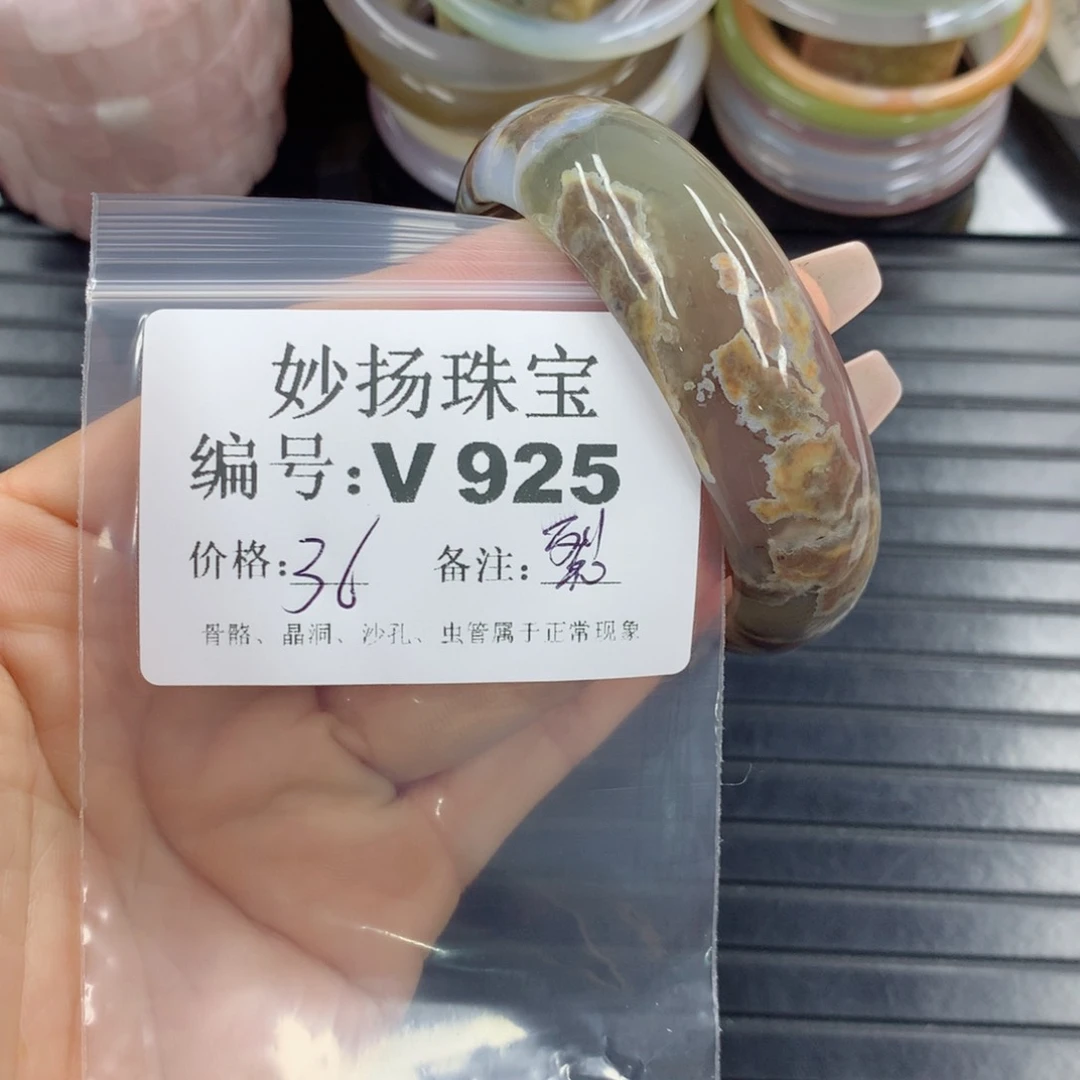 妙扬珠宝
编号:V 925
价格:36 备注:裂
骨骼、晶洞、沙孔、虫管属于正常现象